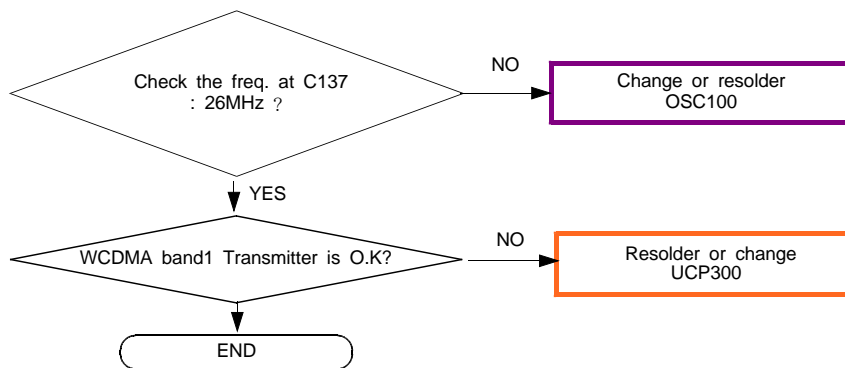 Check the freq. at C137
: 26MHz ?
NO
Change or resolder
OSC100
YES
WCDMA band1 Transmitter is O.K?
NO
Resolder or change
UCP300
END